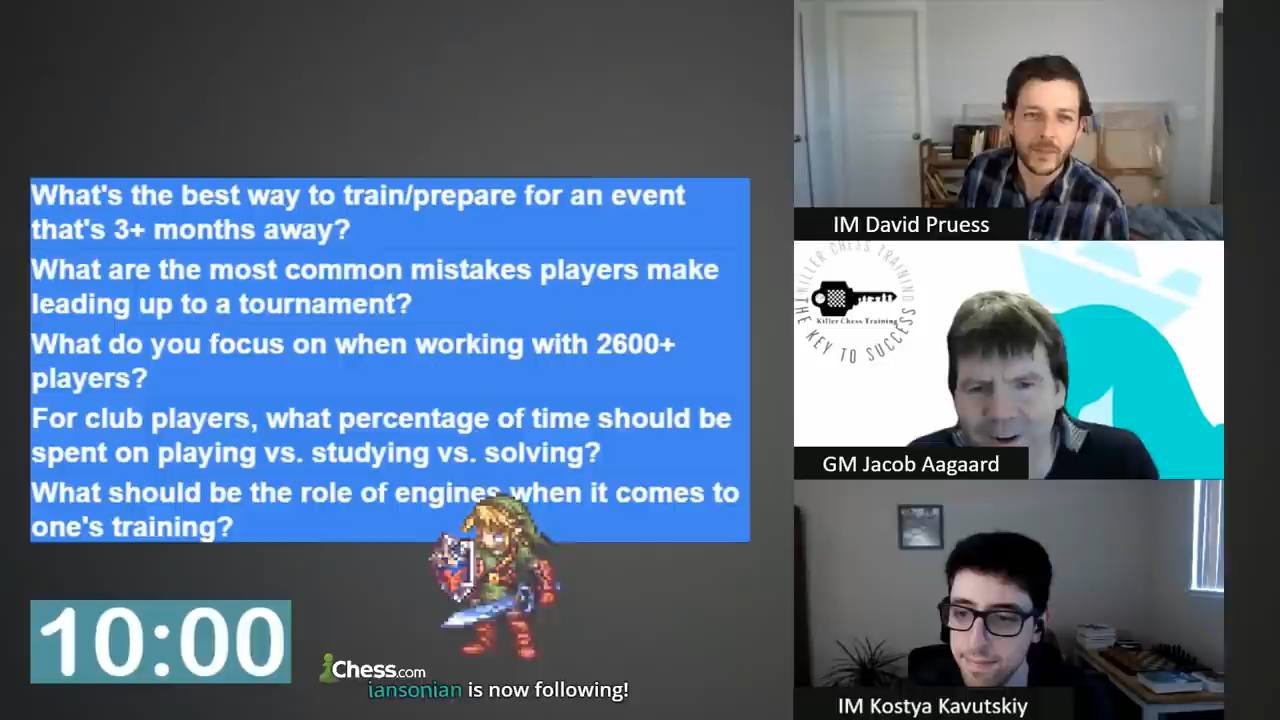 What's the best way to train/prepare for an event
that's 3+ months away?
What are the most common mistakes players make
leading up to a tournament?
What do you focus on when working with 2600+
players?
For club players, what percentage of time should be
spent on playing vs. studying vs. solving?
What should be the role of engines when it comes to
one's training?
10:00
Chess.com
iansonian is now following!
IM David Pruess
KILLER CHESS TRAINING
Killer Chess Training
THE KEY TO SUCCESS
GM Jacob Aagaard
IM Kostya Kavutskiy